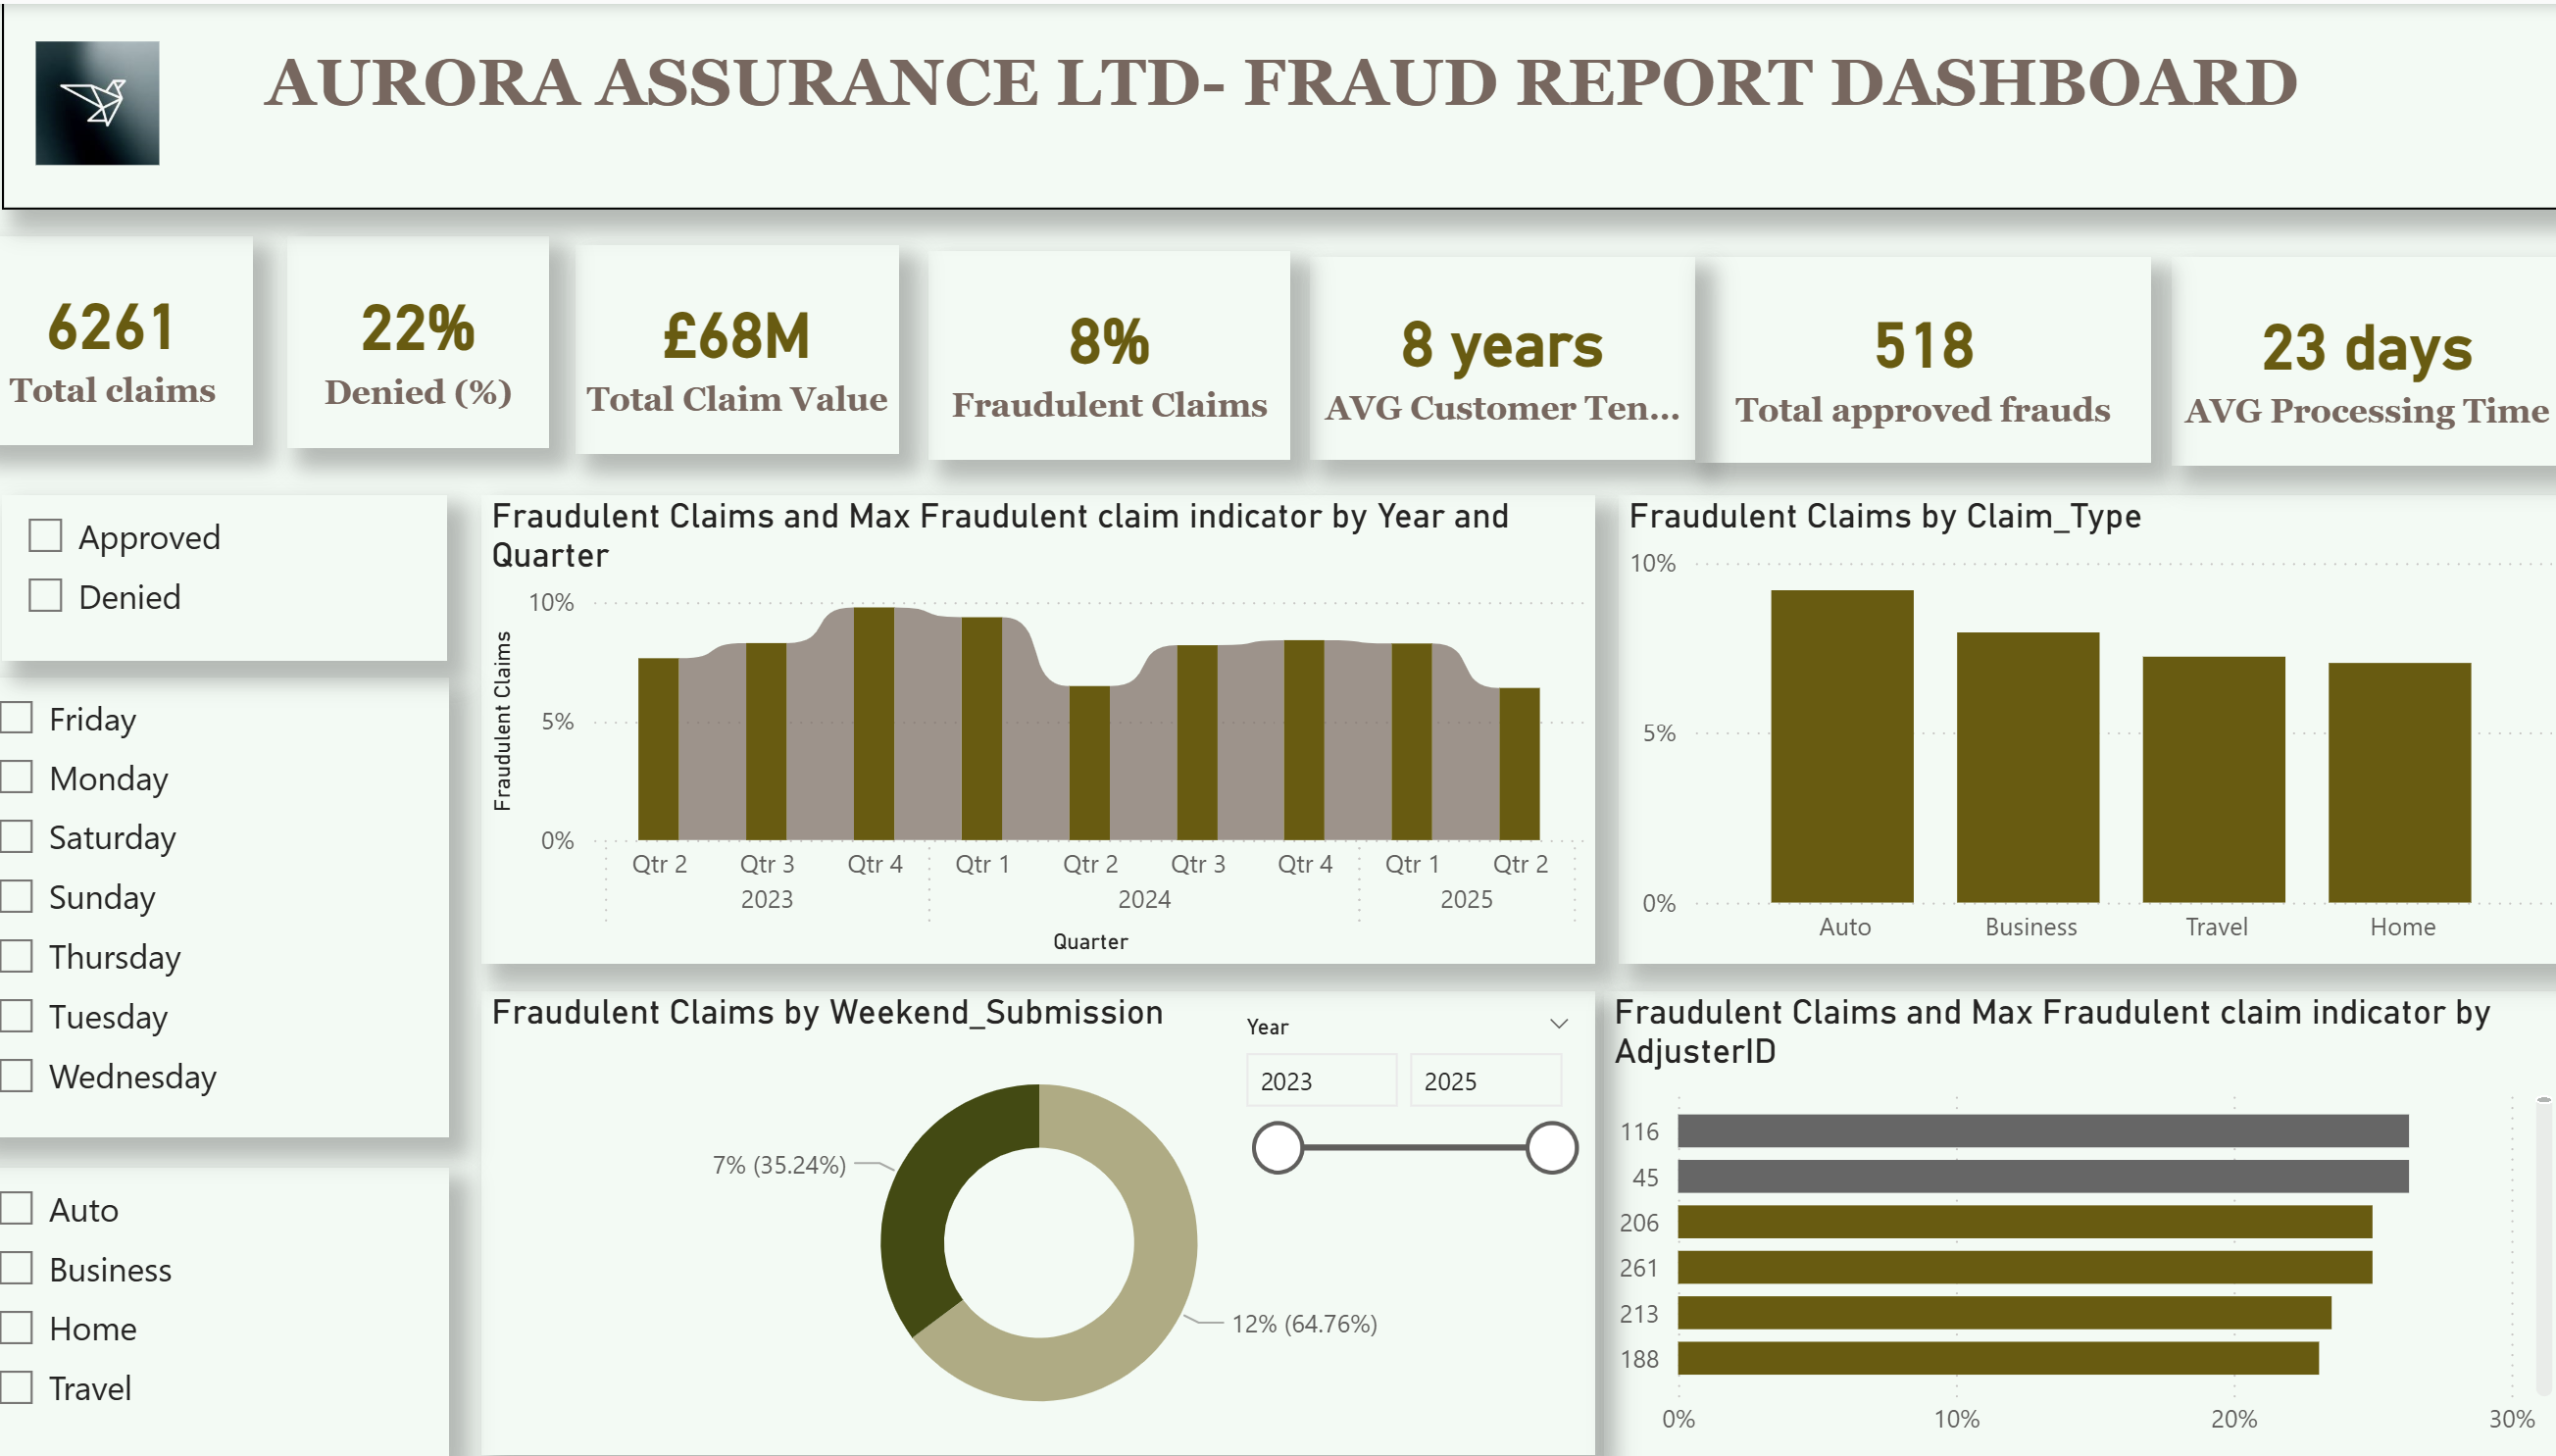 AURORA ASSURANCE LTD- FRAUD REPORT DASHBOARD
6261
Total claims
22%
Denied (%)
£68M
Total Claim Value
8%
Fraudulent Claims
8 years
AVG Customer Ten...
518
Total approved frauds
23 days
AVG Processing Time
Approved
Denied
Friday
Monday
Saturday
Sunday
Thursday
Tuesday
Wednesday
Auto
Business
Home
Travel
Fraudulent Claims and Max Fraudulent claim indicator by Year and
Quarter
Fraudulent Claims
10%
5%
0%
Qtr 2 Qtr 3 Qtr 4 Qtr 1 Qtr 2 Qtr 3 Qtr 4 Qtr 1 Qtr 2
2023 2024 2025
Quarter
Fraudulent Claims by Claim_Type
10%
5%
0%
Auto Business Travel Home
Fraudulent Claims by Weekend_Submission
Year
2023 2025
7% (35.24%)
12% (64.76%)
Fraudulent Claims and Max Fraudulent claim indicator by
AdjusterID
116
45
206
261
213
188
0% 10% 20% 30%